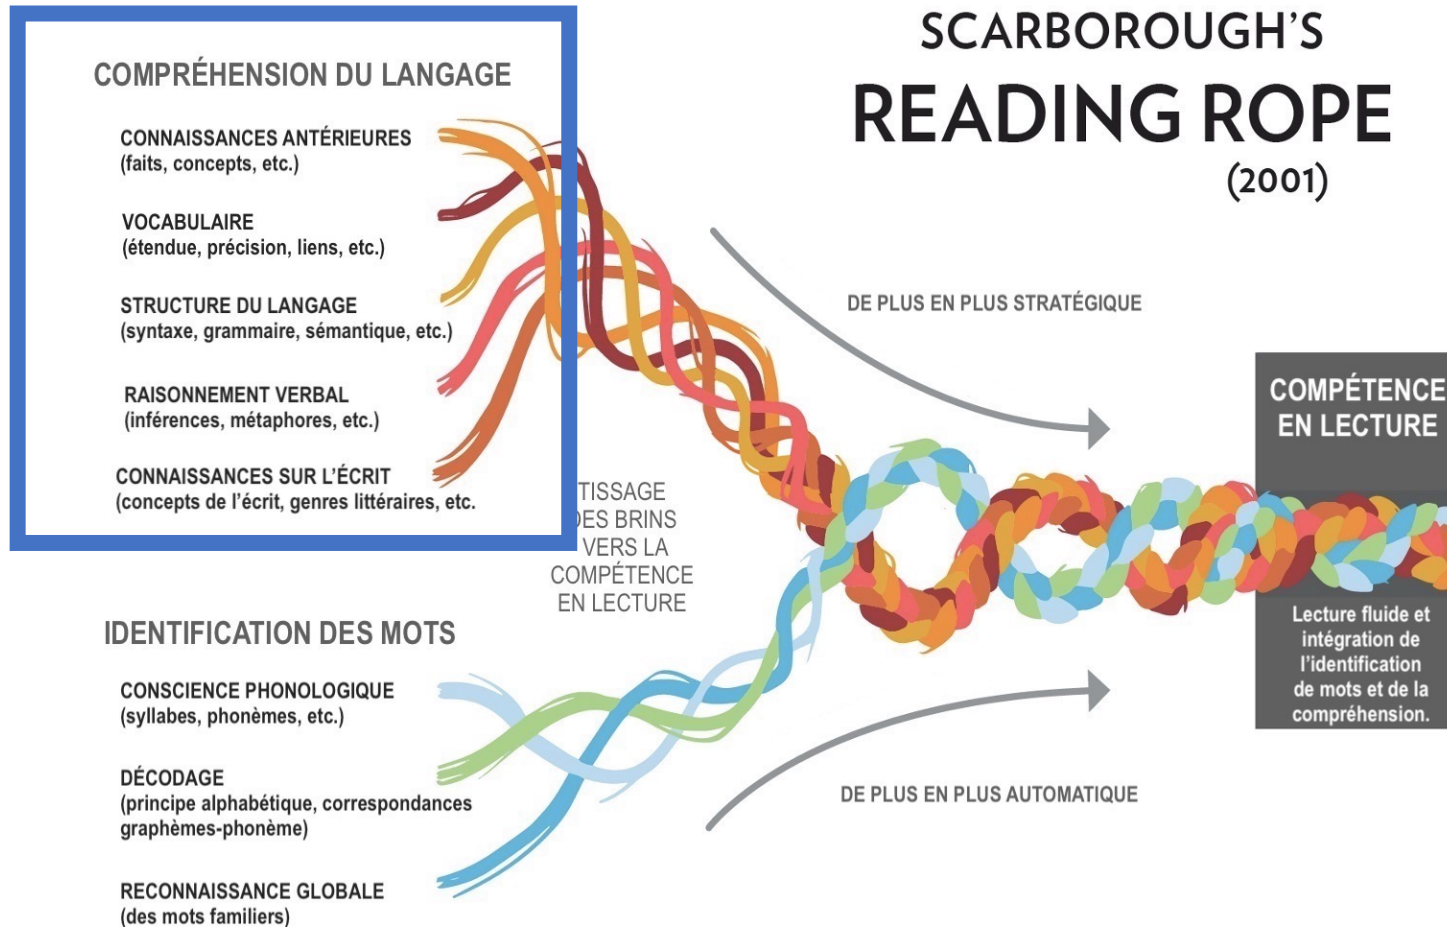 SCARBOROUGH'S
READING ROPE
(2001)
COMPRÉHENSION DU LANGAGE
CONNAISSANCES ANTÉRIEURES
(faits, concepts, etc.)
VOCABULAIRE
(étendue, précision, liens, etc.)
STRUCTURE DU LANGAGE
(syntaxe, grammaire, sémantique, etc.)
RAISONNEMENT VERBAL
(inférences, métaphores, etc.)
CONNAISSANCES SUR L'ÉCRIT
(concepts de l'écrit, genres littéraires, etc.
TISSAGE
DES BRINS
VERS LA
COMPÉTENCE
EN LECTURE
IDENTIFICATION DES MOTS
CONSCIENCE PHONOLOGIQUE
(syllabes, phonèmes, etc.)
DÉCODAGE
(principe alphabétique, correspondances
graphèmes-phonème)
RECONNAISSANCE GLOBALE
(des mots familiers)
DE PLUS EN PLUS STRATÉGIQUE
DE PLUS EN PLUS AUTOMATIQUE
COMPÉTENCE
EN LECTURE
Lecture fluide et
intégration de
l'identification
de mots et de la
compréhension.